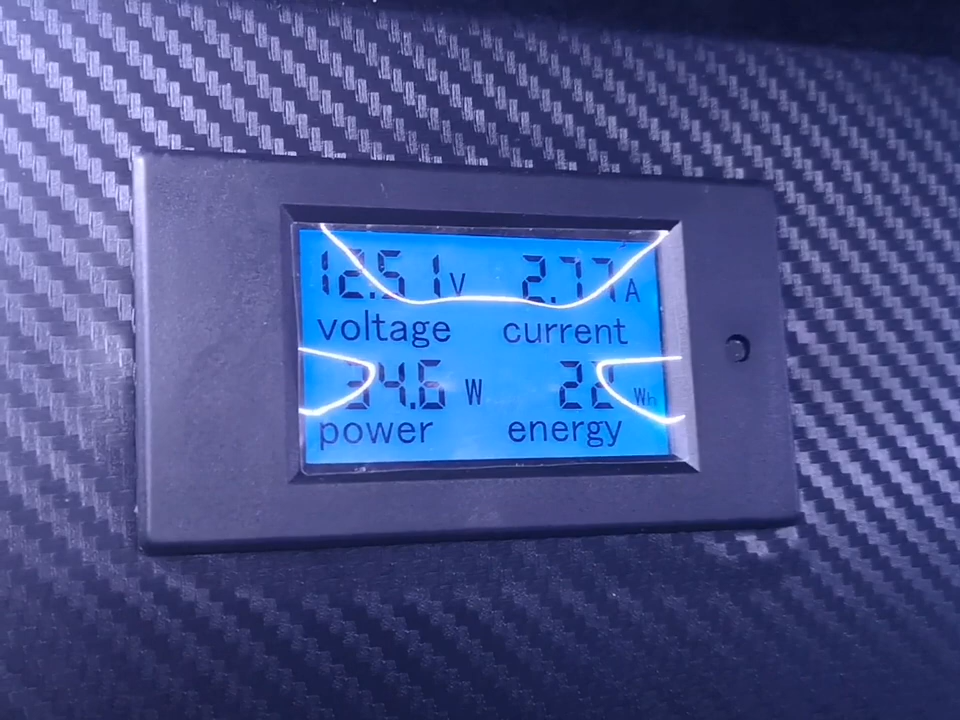 12.51 V 2.77 A
voltage current
34.6 W 22 Wh
power energy